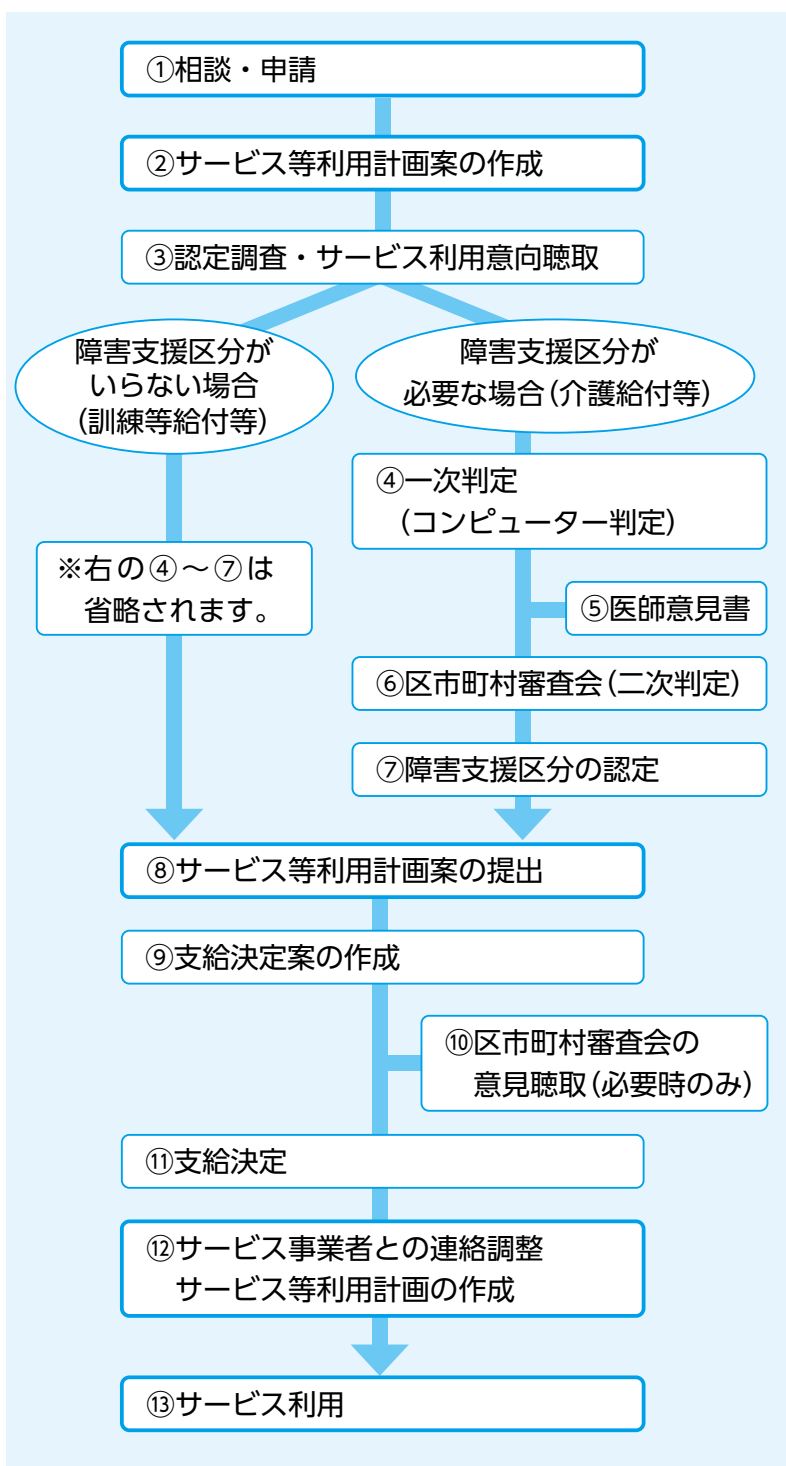 ①相談・申請
②サービス等利用計画案の作成
③認定調査・サービス利用意向聴取
障害支援区分が
いらない場合
(訓練等給付等)
※右の④～⑦は
省略されます。
障害支援区分が
必要な場合(介護給付等)
④一次判定
(コンピューター判定)
⑤医師意見書
⑥区市町村審査会(二次判定)
⑦障害支援区分の認定
⑧サービス等利用計画案の提出
⑨支給決定案の作成
⑩区市町村審査会の
意見聴取(必要時のみ)
⑪支給決定
⑫サービス事業者との連絡調整
サービス等利用計画の作成
⑬サービス利用